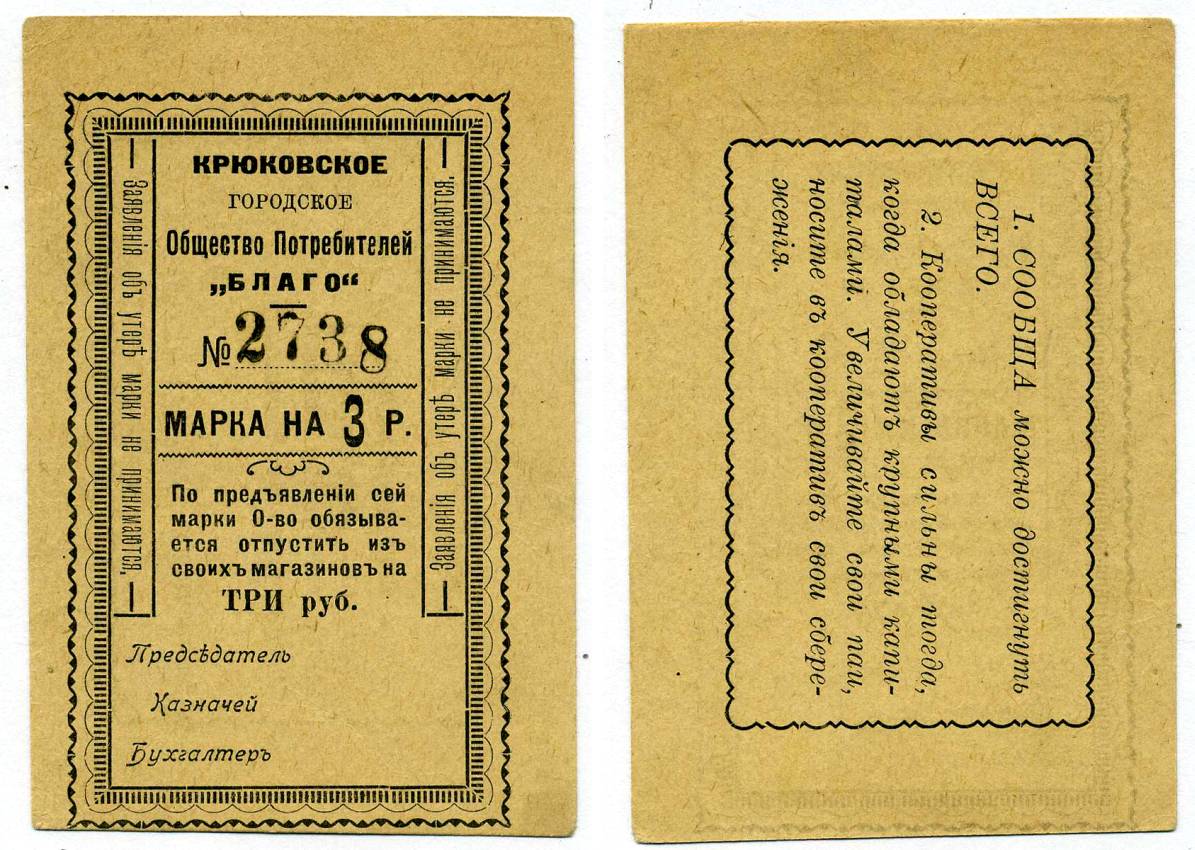 КРЮКОВСКОЕ
ГОРОДСКОЕ
Общество Потребителей
„БЛАГО“
№ 2738
МАРКА НА 3 Р.
По предъявленіи сей
марки О-во обязыва-
ется отпустить изъ
своихъ магазиновъ на
ТРИ руб.
Заявленія объ утерѣ марки не принимаются.
Заявленія объ утерѣ марки не принимаются.
Предсѣдатель
Казначей
Бухгалтеръ
1. СООБЩА можно достигнуть
ВСЕГО.
2. Кооперативы сильны тогда,
когда обладаютъ крупными капи-
таламі. Увеличивайте свои паи,
носите въ кооперативъ свои сбере-
женія.